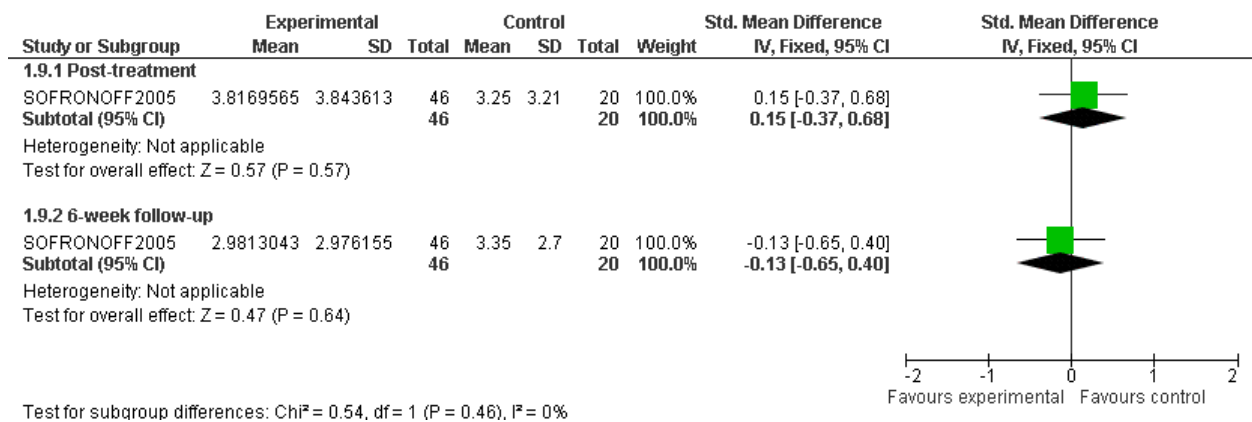 Experimental Control Std. Mean Difference Std. Mean Difference
Study or Subgroup Mean SD Total Mean SD Total Weight IV, Fixed, 95% CI IV, Fixed, 95% CI
1.9.1 Post-treatment
SOFRONOFF2005 3.8169565 3.843613 46 3.25 3.21 20 100.0% 0.15 [-0.37, 0.68]
Subtotal (95% CI) 46 20 100.0% 0.15 [-0.37, 0.68]
Heterogeneity: Not applicable
Test for overall effect: Z = 0.57 (P = 0.57)
1.9.2 6-week follow-up
SOFRONOFF2005 2.9813043 2.976155 46 3.35 2.7 20 100.0% -0.13 [-0.65, 0.40]
Subtotal (95% CI) 46 20 100.0% -0.13 [-0.65, 0.40]
Heterogeneity: Not applicable
Test for overall effect: Z = 0.47 (P = 0.64)
-2 -1 0 1 2
Favours experimental Favours control
Test for subgroup differences: Chi² = 0.54, df = 1 (P = 0.46), I² = 0%